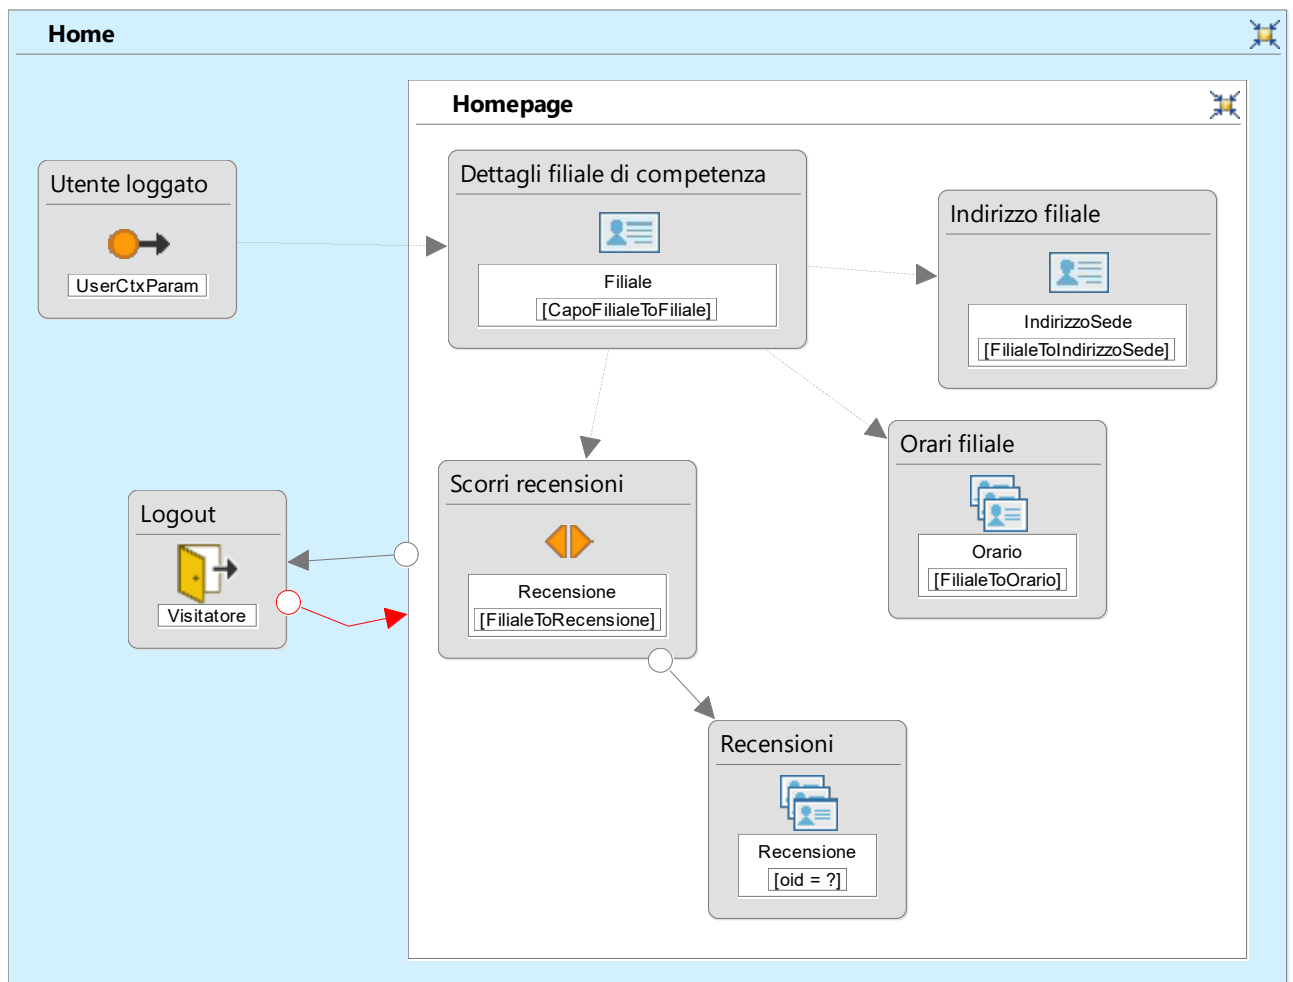 Home
Homepage
Utente loggato
UserCtxParam
Dettagli filiale di competenza
Filiale
[CapoFilialeToFiliale]
Indirizzo filiale
IndirizzoSede
[FilialeToIndirizzoSede]
Orari filiale
Orario
[FilialeToOrario]
Scorri recensioni
Recensione
[FilialeToRecensione]
Logout
Visitatore
Recensioni
Recensione
[oid = ?]